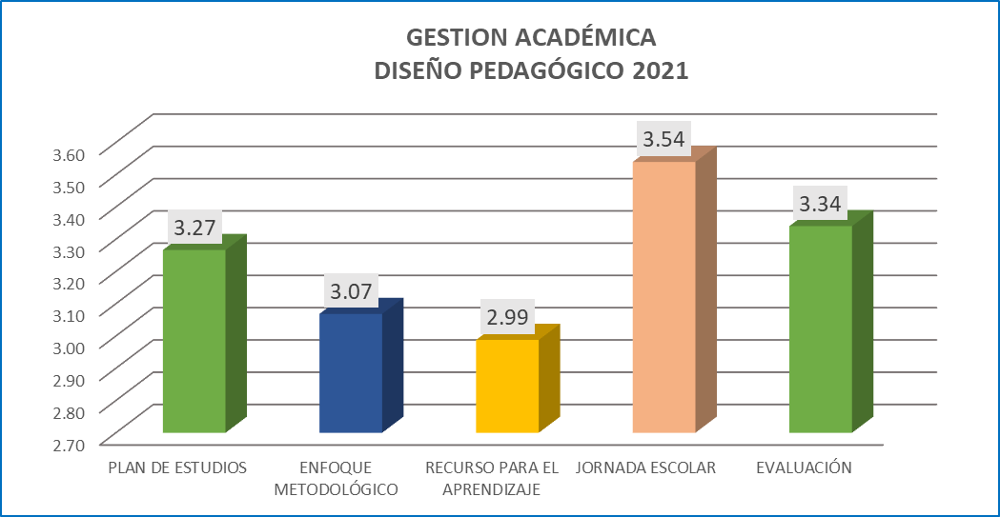 GESTION ACADÉMICA
DISEÑO PEDAGÓGICO 2021
3.60
3.50
3.40
3.30
3.20
3.10
3.00
2.90
2.80
2.70
3.27
3.07
2.99
3.54
3.34
PLAN DE ESTUDIOS
ENFOQUE
METODOLÓGICO
RECURSO PARA EL
APRENDIZAJE
JORNADA ESCOLAR
EVALUACIÓN